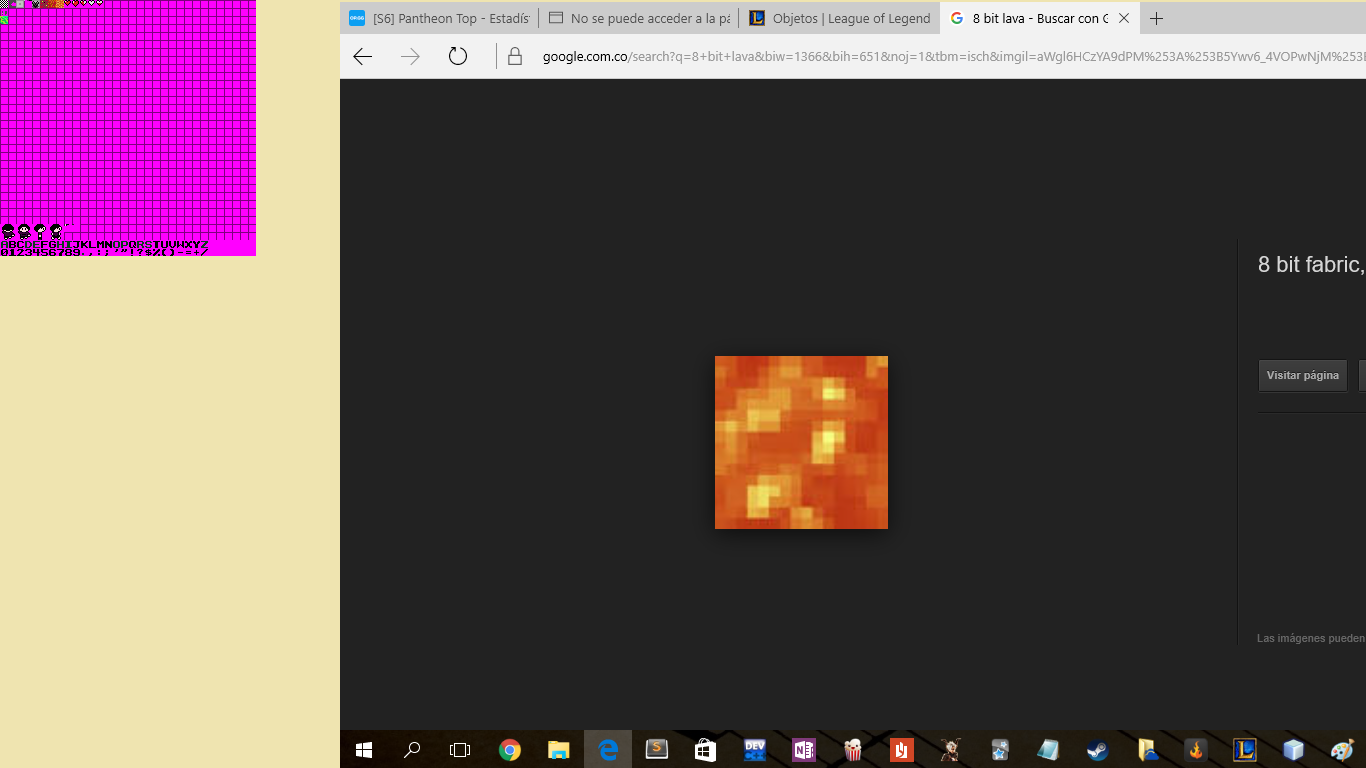 [S6] Pantheon Top - Estadís
No se puede acceder a la pá
Objetos | League of Legend
8 bit lava - Buscar con G
google.com.co/search?q=8+bit+lava&biw=1366&bih=651&noj=1&tbm=isch&imgil=aWgl6HCzYA9dPM%253A%253B5Ywv6_4VOPwNjM%253B
8 bit fabric,
Visitar página
Las imágenes pueden
ABCDEFGHIJKLMNOPQRSTUVWXYZ
0123456789.,:;'"!?$%()-=+/